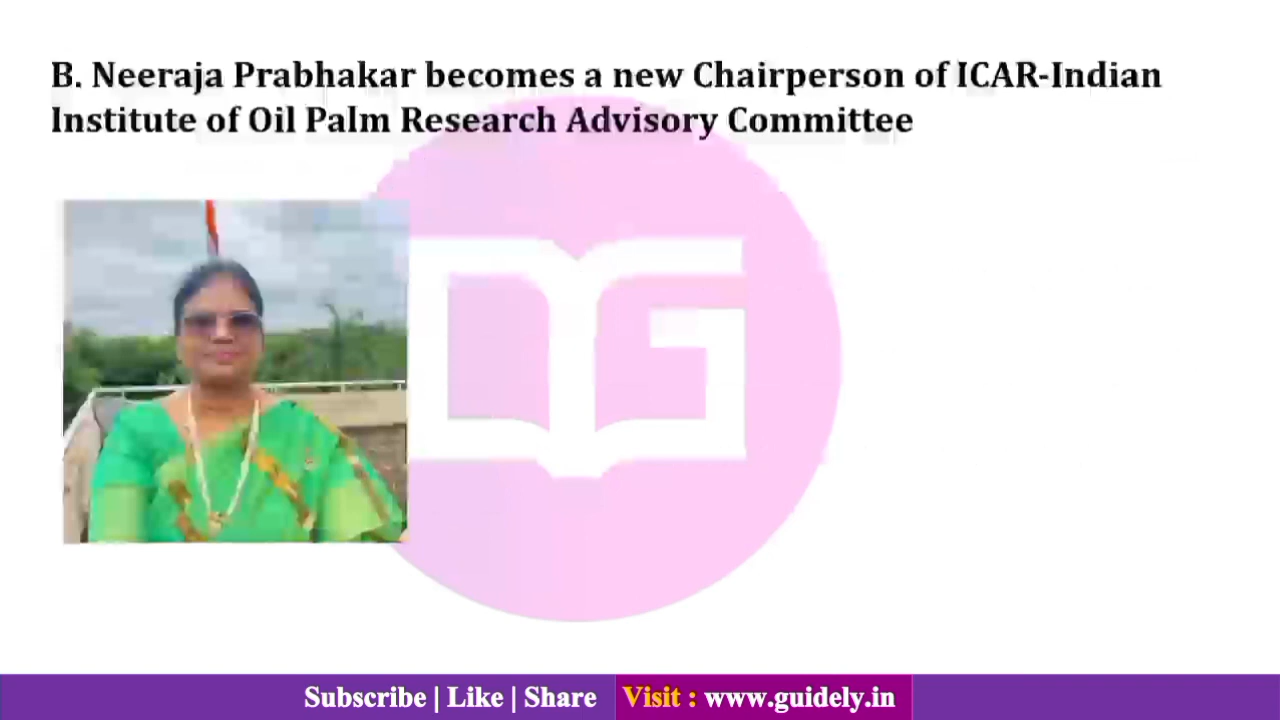 B. Neeraja Prabhakar becomes a new Chairperson of ICAR-Indian
Institute of Oil Palm Research Advisory Committee
Subscribe | Like | Share Visit : www.guidely.in